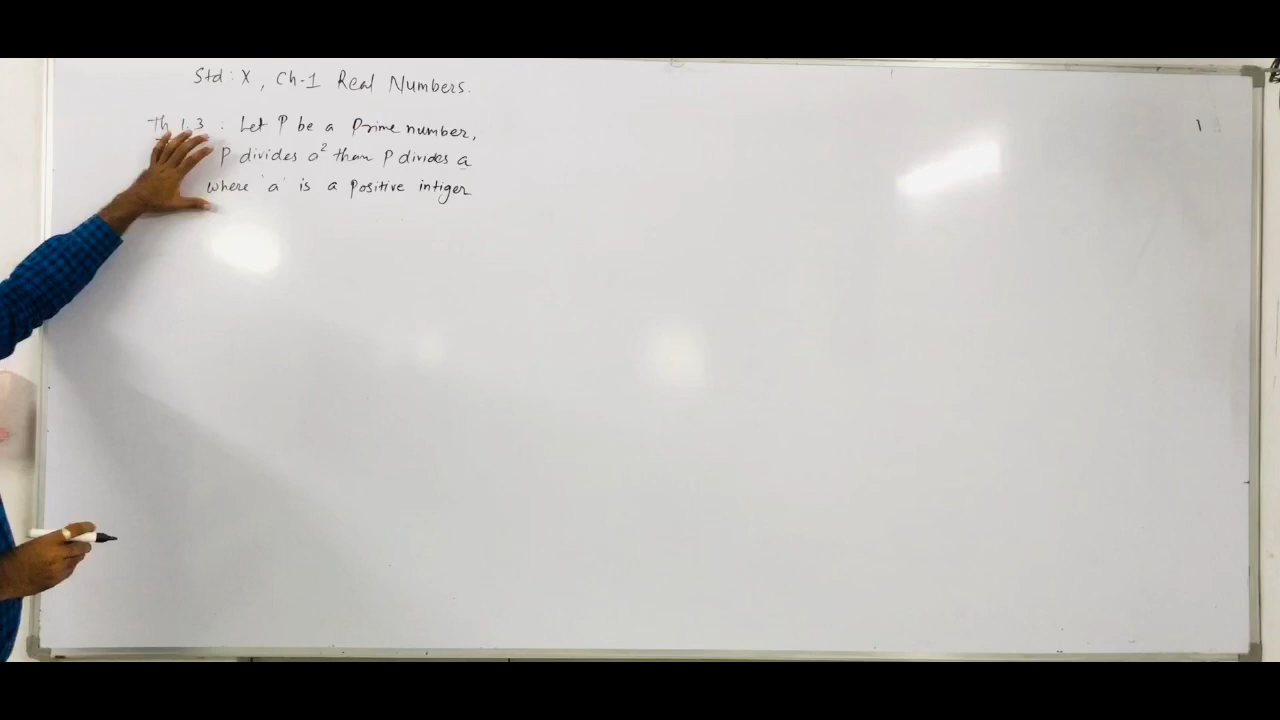 Std : X , Ch-1 Real Numbers.
Th 1.3 : Let P be a Prime number,
P divides a² then P divides a
where 'a' is a positive intiger
1